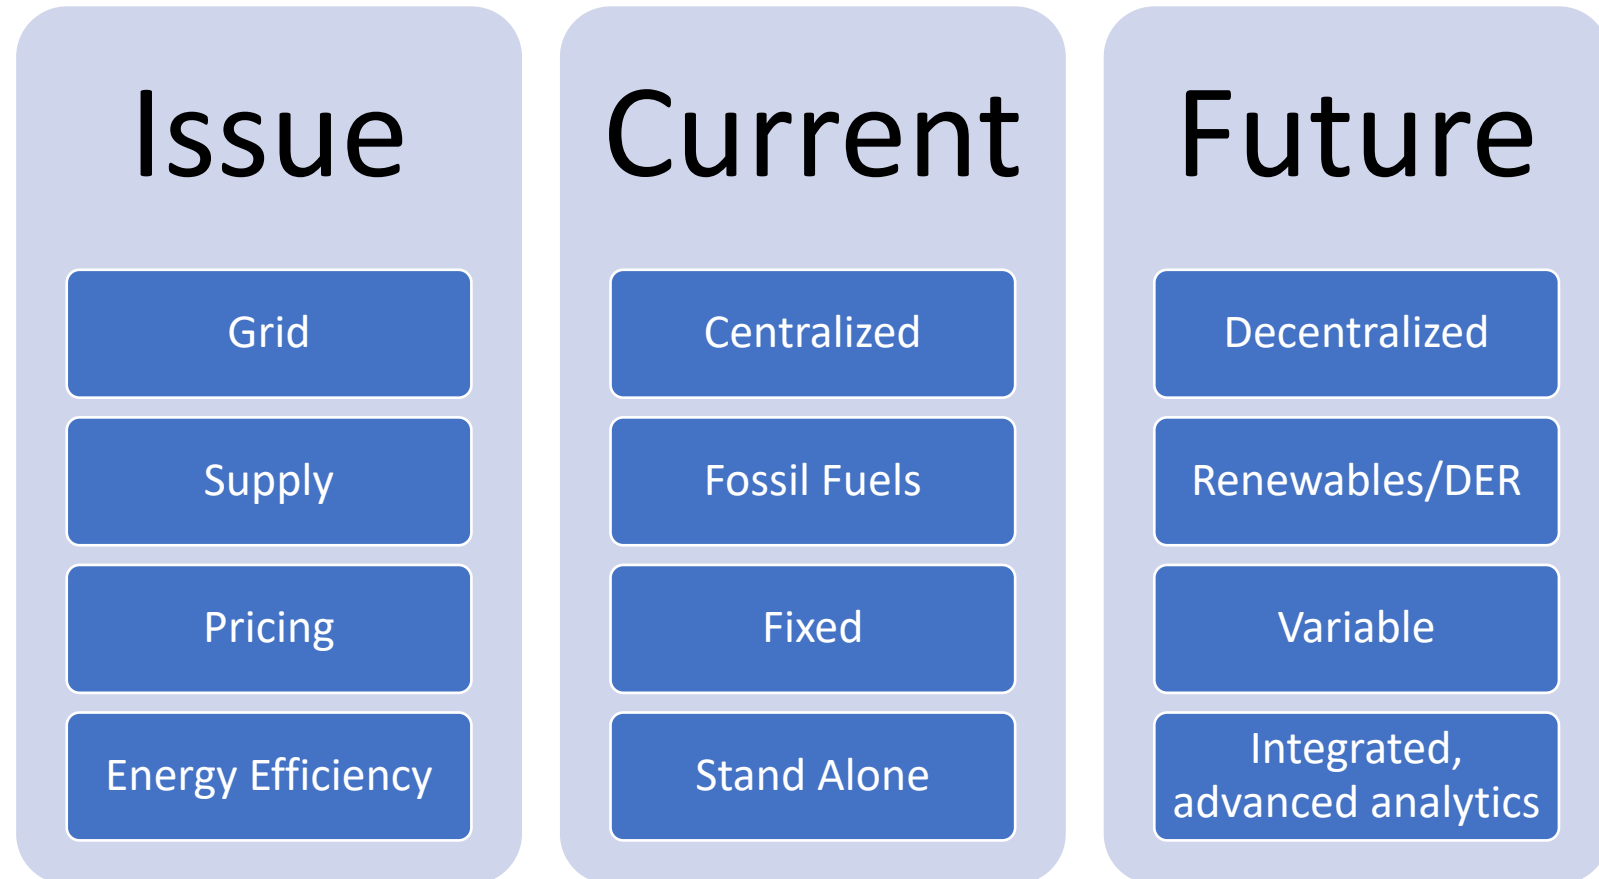 Issue
Grid
Supply
Pricing
Energy Efficiency
Current
Centralized
Fossil Fuels
Fixed
Stand Alone
Future
Decentralized
Renewables/DER
Variable
Integrated,
advanced analytics